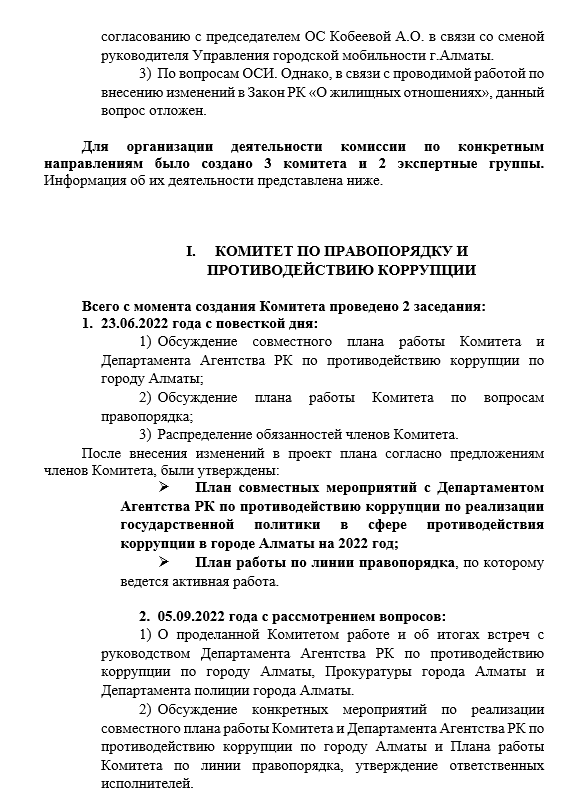 согласованию с председателем ОС Кобеевой А.О. в связи со сменой
руководителя Управления городской мобильности г.Алматы.
3) По вопросам ОСИ. Однако, в связи с проводимой работой по
внесению изменений в Закон РК «О жилищных отношениях», данный
вопрос отложен.
Для организации деятельности комиссии по конкретным
направлениям было создано 3 комитета и 2 экспертные группы.
Информация об их деятельности представлена ниже.
I. КОМИТЕТ ПО ПРАВОПОРЯДКУ И
ПРОТИВОДЕЙСТВИЮ КОРРУПЦИИ
Всего с момента создания Комитета проведено 2 заседания:
1. 23.06.2022 года с повесткой дня:
1) Обсуждение совместного плана работы Комитета и
Департамента Агентства РК по противодействию коррупции по
городу Алматы;
2) Обсуждение плана работы Комитета по вопросам
правопорядка;
3) Распределение обязанностей членов Комитета.
После внесения изменений в проект плана согласно предложениям
членов Комитета, были утверждены:
➢ План совместных мероприятий с Департаментом
Агентства РК по противодействию коррупции по реализации
государственной политики в сфере противодействия
коррупции в городе Алматы на 2022 год;
➢ План работы по линии правопорядка, по которому
ведется активная работа.
2. 05.09.2022 года с рассмотрением вопросов:
1) О проделанной Комитетом работе и об итогах встреч с
руководством Департамента Агентства РК по противодействию
коррупции по городу Алматы, Прокуратуры города Алматы и
Департамента полиции города Алматы.
2) Обсуждение конкретных мероприятий по реализации
совместного плана работы Комитета и Департамента Агентства РК по
противодействию коррупции по городу Алматы и Плана работы
Комитета по линии правопорядка, утверждение ответственных
исполнителей.